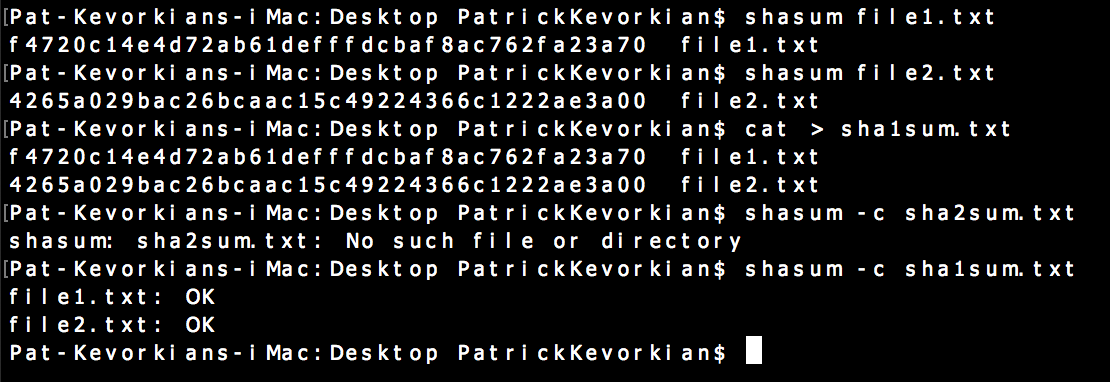 [Pat-Kevorkians-iMac:Desktop PatrickKevorkian$ shasum file1.txt
f4720c14e4d72ab61defffdcbaf8ac762fa23a70  file1.txt
[Pat-Kevorkians-iMac:Desktop PatrickKevorkian$ shasum file2.txt
4265a029bac26bcaac15c49224366c1222ae3a00  file2.txt
[Pat-Kevorkians-iMac:Desktop PatrickKevorkian$ cat > sha1sum.txt
f4720c14e4d72ab61defffdcbaf8ac762fa23a70  file1.txt
4265a029bac26bcaac15c49224366c1222ae3a00  file2.txt
[Pat-Kevorkians-iMac:Desktop PatrickKevorkian$ shasum -c sha2sum.txt
shasum: sha2sum.txt: No such file or directory
[Pat-Kevorkians-iMac:Desktop PatrickKevorkian$ shasum -c sha1sum.txt
file1.txt: OK
file2.txt: OK
Pat-Kevorkians-iMac:Desktop PatrickKevorkian$